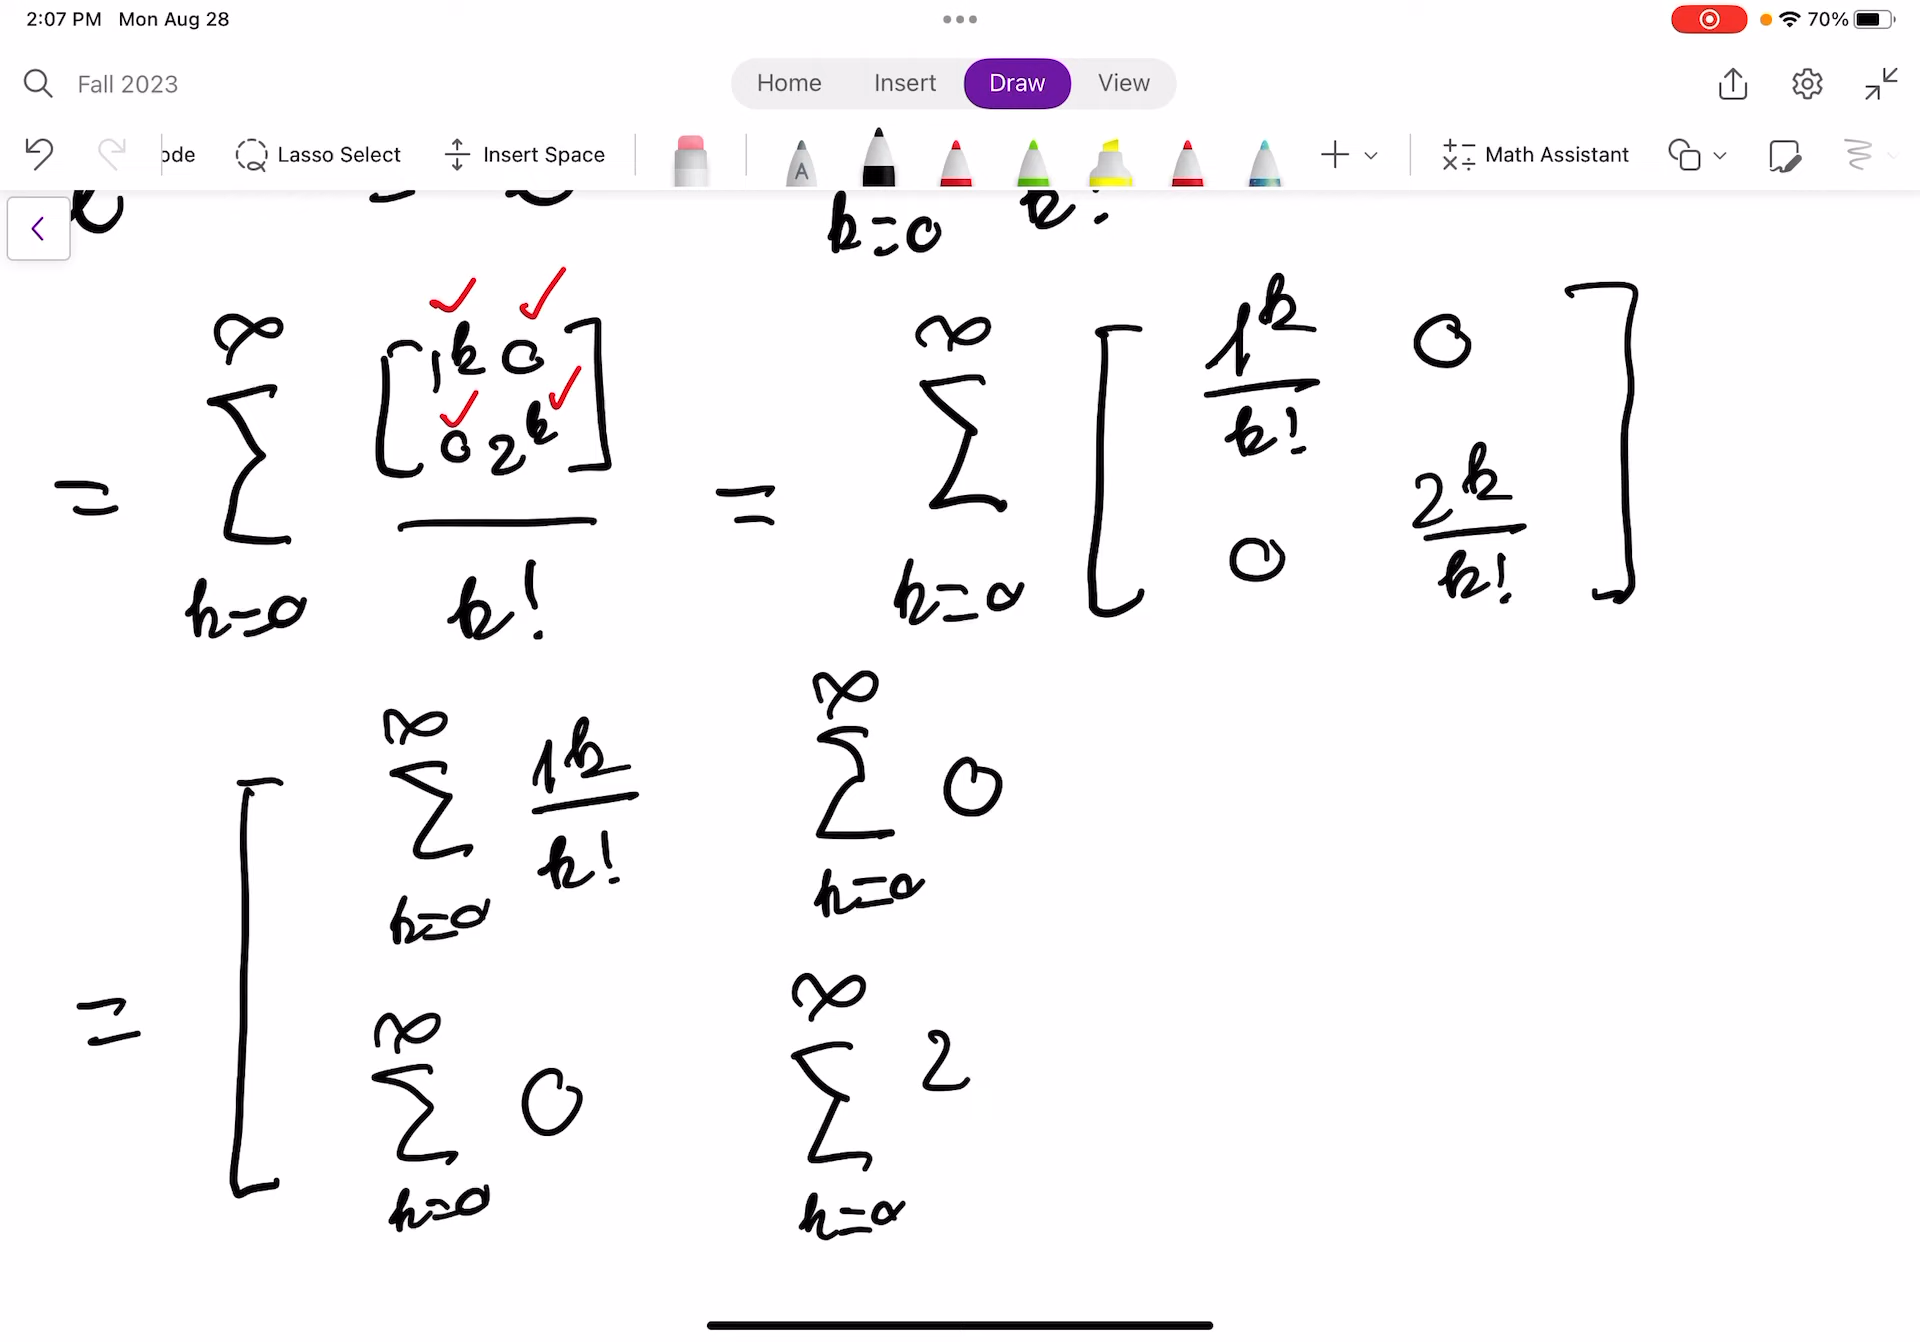 2:07 PM Mon Aug 28 70%
Fall 2023 Home Insert Draw View
ode Lasso Select Insert Space A Math Assistant
k=0 k!
= ∞ Σ k=0 [1^k 0 0 2^k] / k! = ∞ Σ k=0 [1^k/k! 0 0 2^k/k!]
= [ ∞ Σ k=0 1^k/k! ∞ Σ k=0 0
∞ Σ k=0 0 ∞ Σ k=0 2